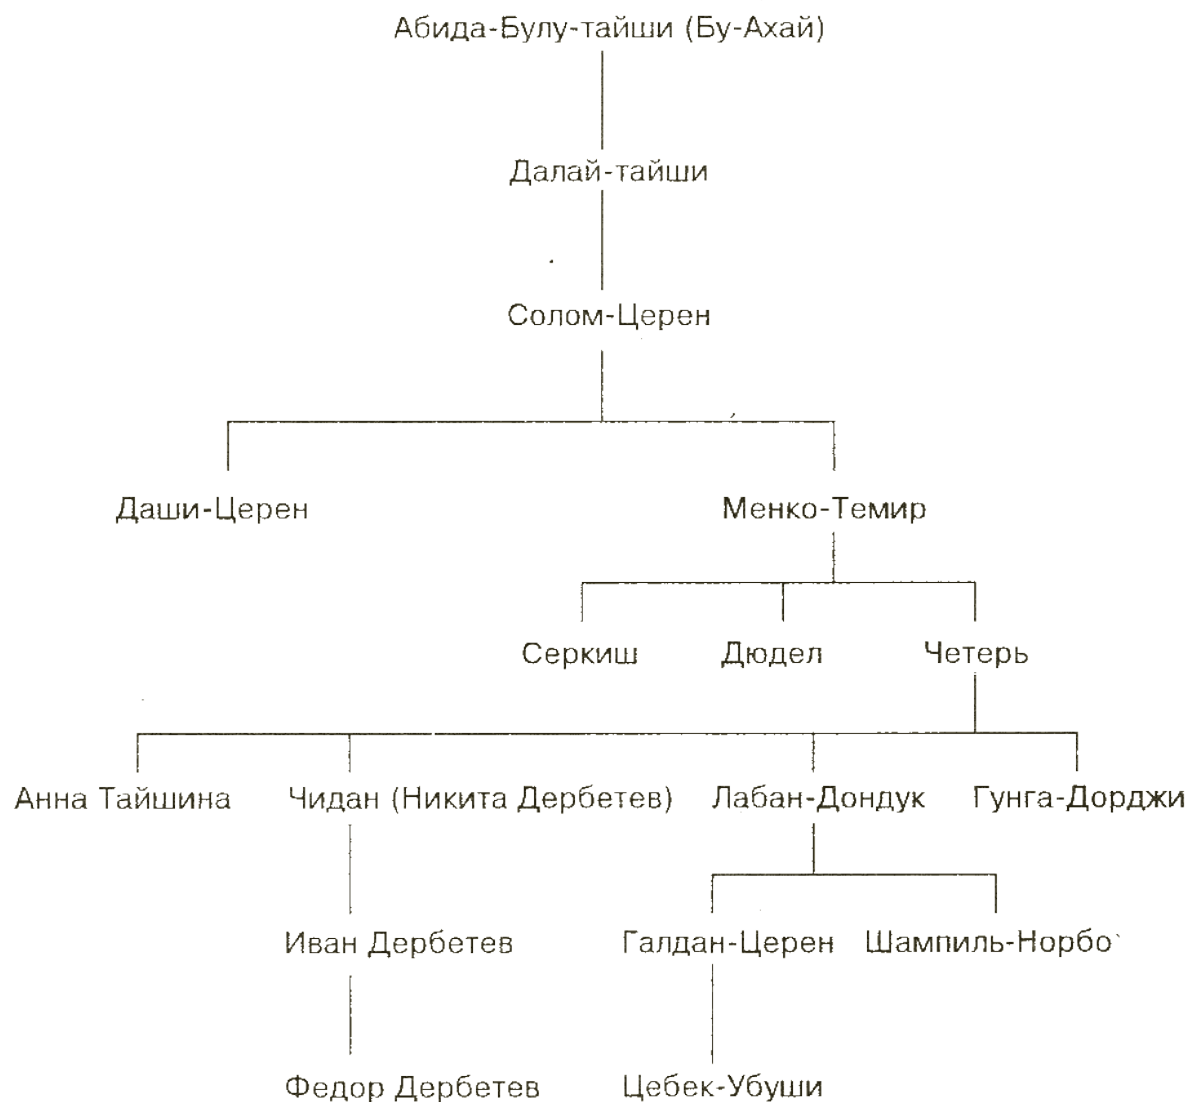 Абида-Булу-тайши (Бу-Ахай)
Далай-тайши
Солом-Церен
Даши-Церен Менко-Темир
Серкиш Дюдел Четерь
Анна Тайшина Чидан (Никита Дербетев) Лабан-Дондук Гунга-Дорджи
Иван Дербетев Галдан-Церен Шампиль-Норбо
Федор Дербетев Цебек-Убуши